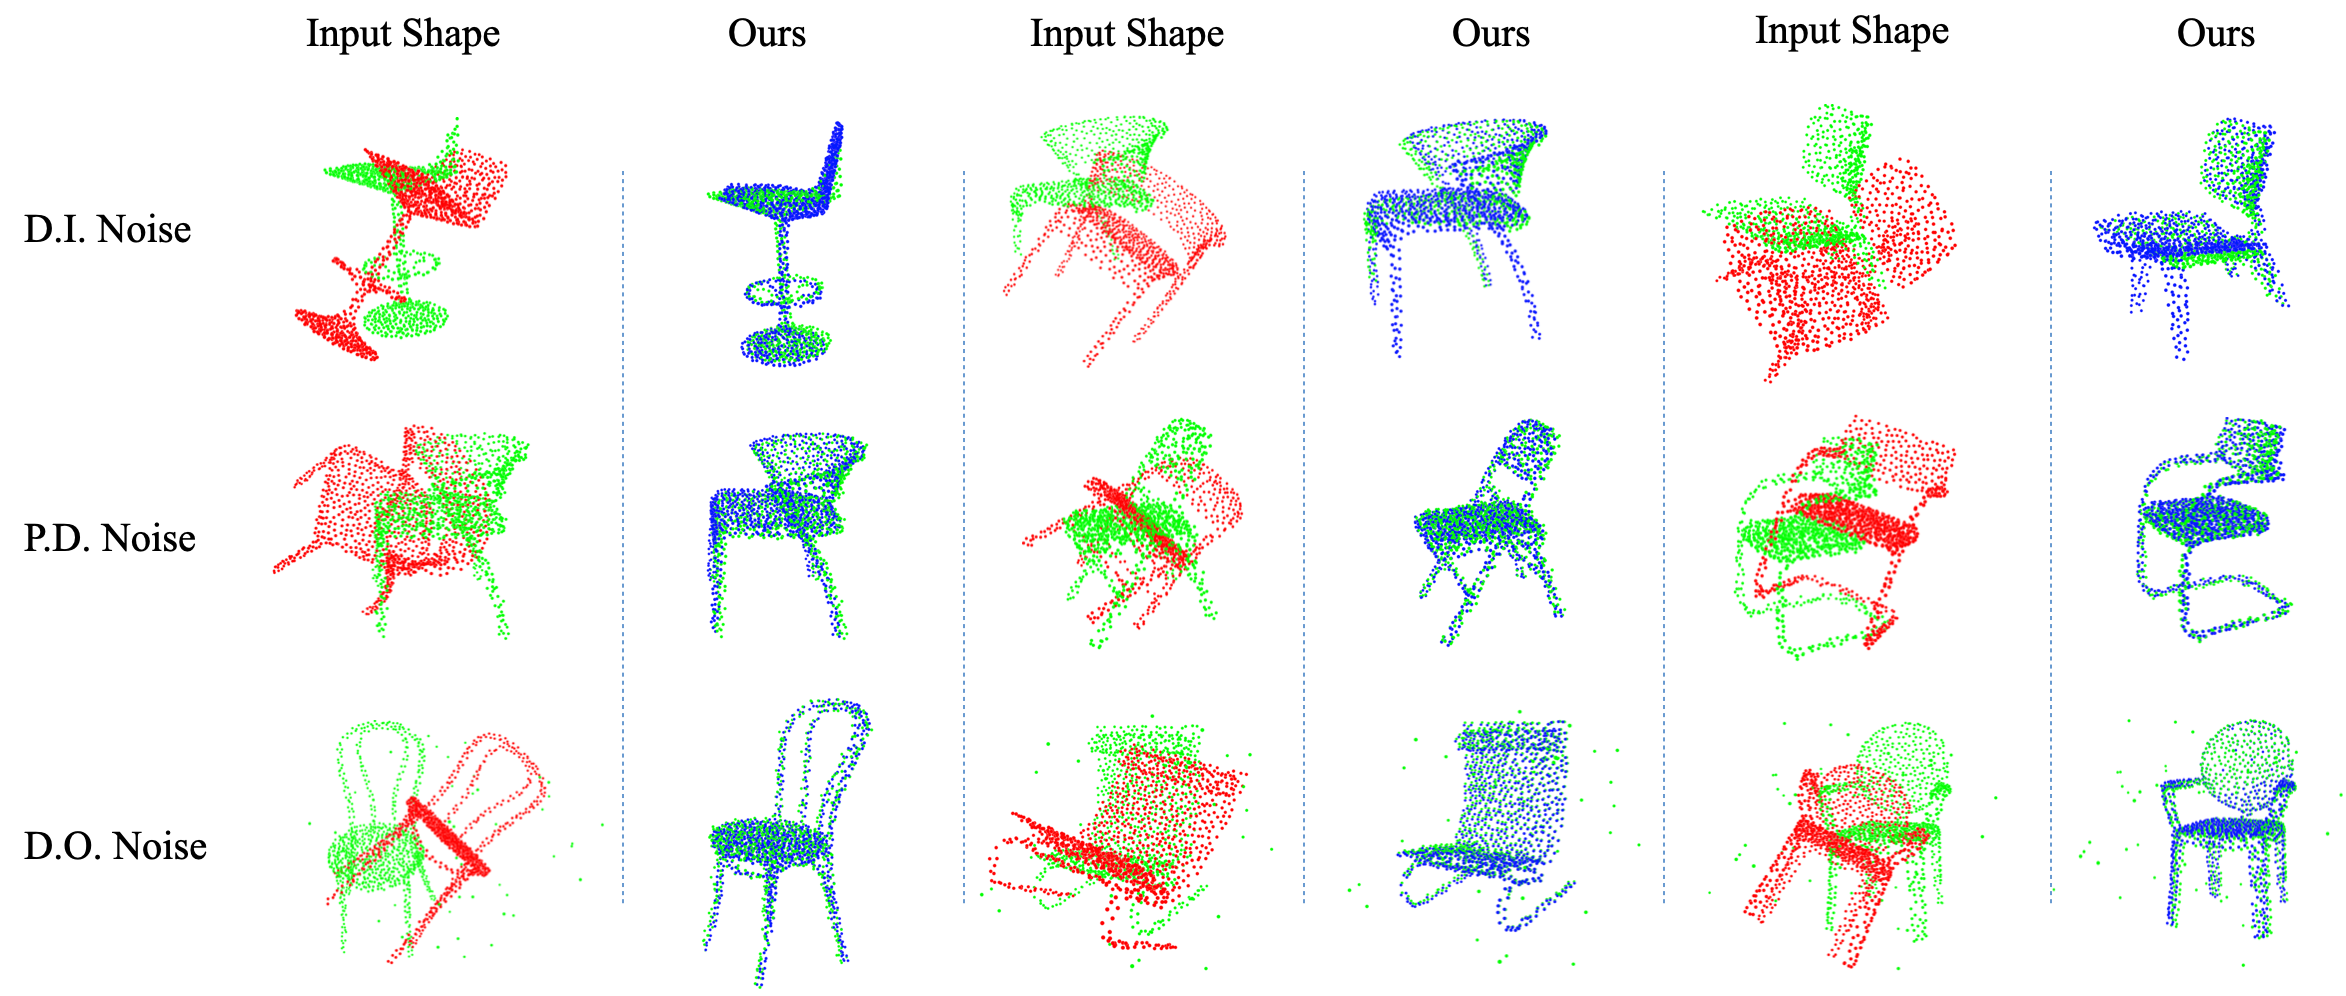 Input Shape Ours Input Shape Ours Input Shape Ours
D.I. Noise
P.D. Noise
D.O. Noise